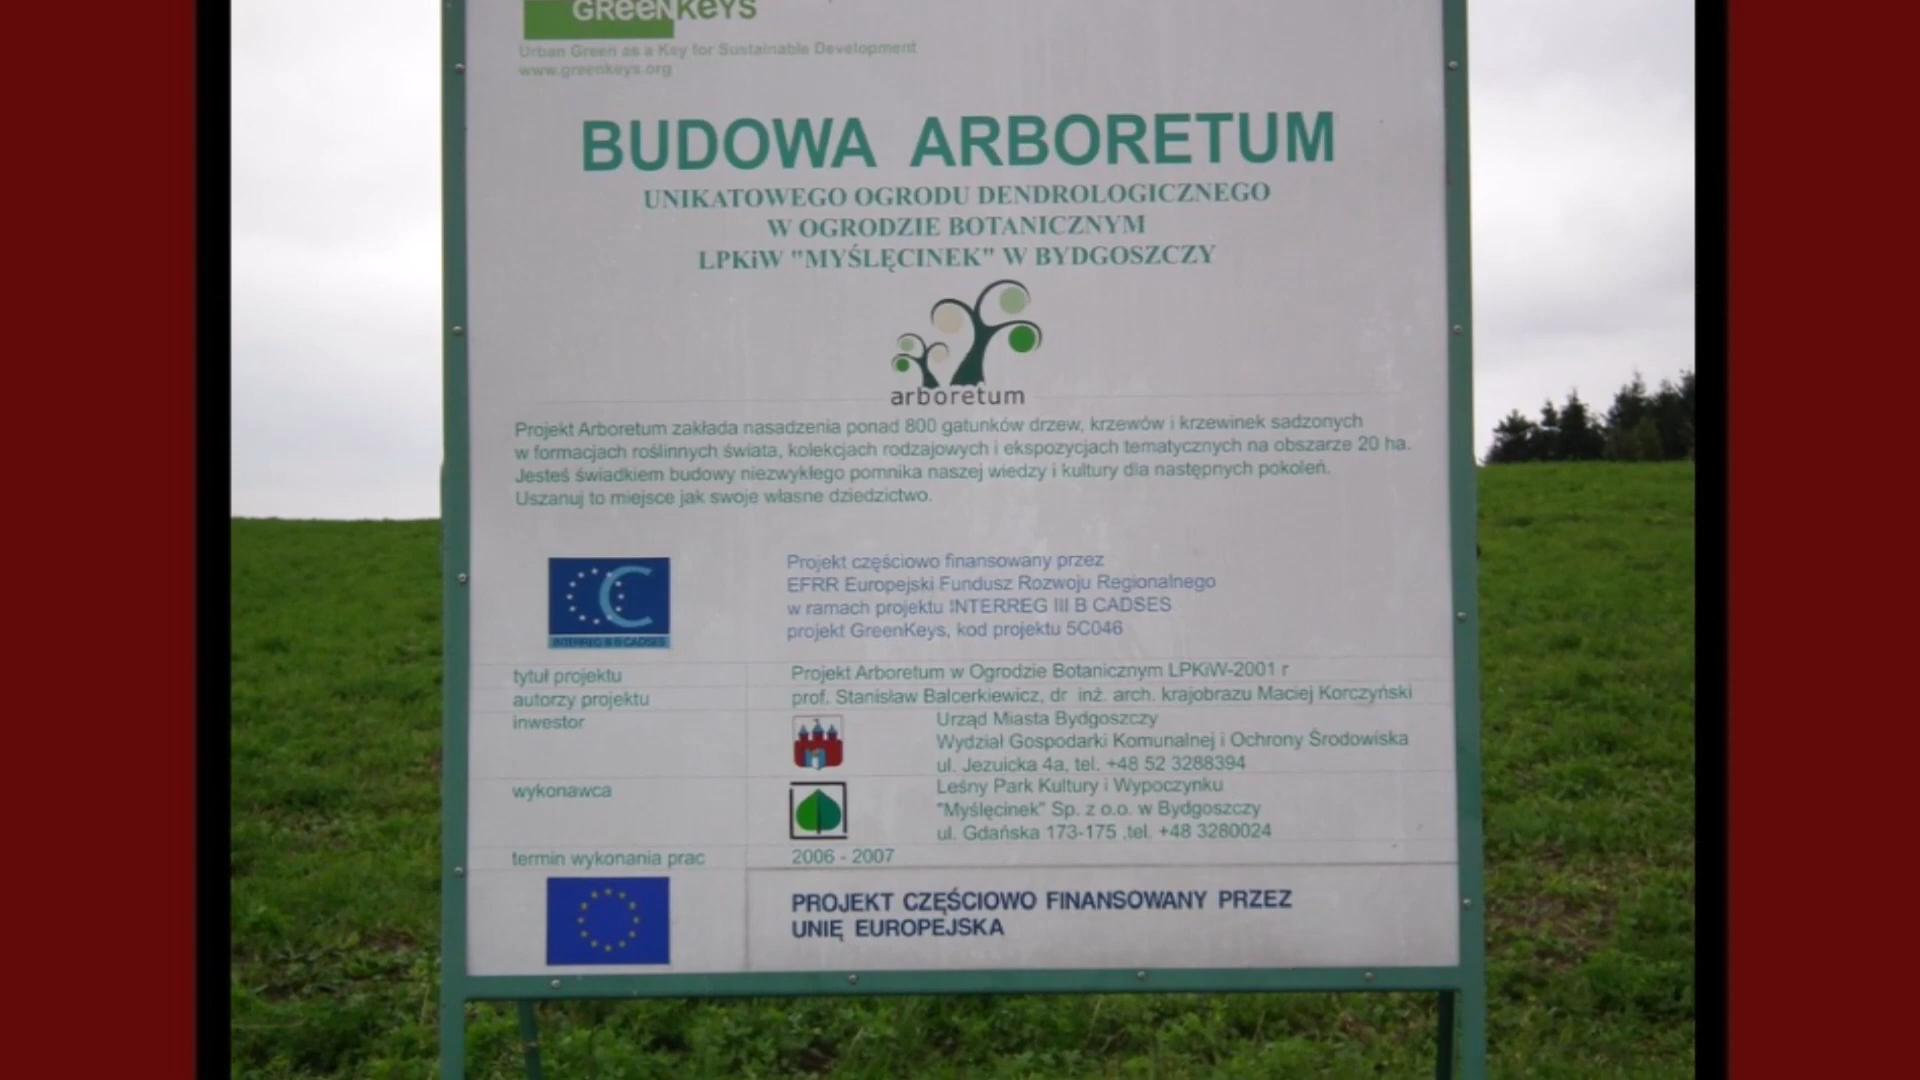 GReeNKeYS
Urban Green as a Key for Sustainable Development
www.greenkeys.org
BUDOWA ARBORETUM
UNIKATOWEGO OGRODU DENDROLOGICZNEGO
W OGRODZIE BOTANICZNYM
LPKiW "MYŚLĘCINEK" W BYDGOSZCZY
arboretum
Projekt Arboretum zakłada nasadzenia ponad 800 gatunków drzew, krzewów i krzewinek sadzonych
w formacjach roślinnych świata, kolekcjach rodzajowych i ekspozycjach tematycznych na obszarze 20 ha.
Jesteś świadkiem budowy niezwykłego pomnika naszej wiedzy i kultury dla następnych pokoleń.
Uszanuj to miejsce jak swoje własne dziedzictwo.
INTERREG III B CADSES
Projekt częściowo finansowany przez
EFRR Europejski Fundusz Rozwoju Regionalnego
w ramach projektu INTERREG III B CADSES
projekt GreenKeys, kod projektu 5C046
tytuł projektu Projekt Arboretum w Ogrodzie Botanicznym LPKiW-2001 r
autorzy projektu prof. Stanisław Balcerkiewicz, dr inż. arch. krajobrazu Maciej Korczyński
inwestor Urząd Miasta Bydgoszczy
Wydział Gospodarki Komunalnej i Ochrony Środowiska
ul. Jezuicka 4a, tel. +48 52 3288394
wykonawca Leśny Park Kultury i Wypoczynku
"Myślęcinek" Sp. z o.o. w Bydgoszczy
ul. Gdańska 173-175 ,tel. +48 3280024
termin wykonania prac 2006 - 2007
PROJEKT CZĘŚCIOWO FINANSOWANY PRZEZ
UNIĘ EUROPEJSKA